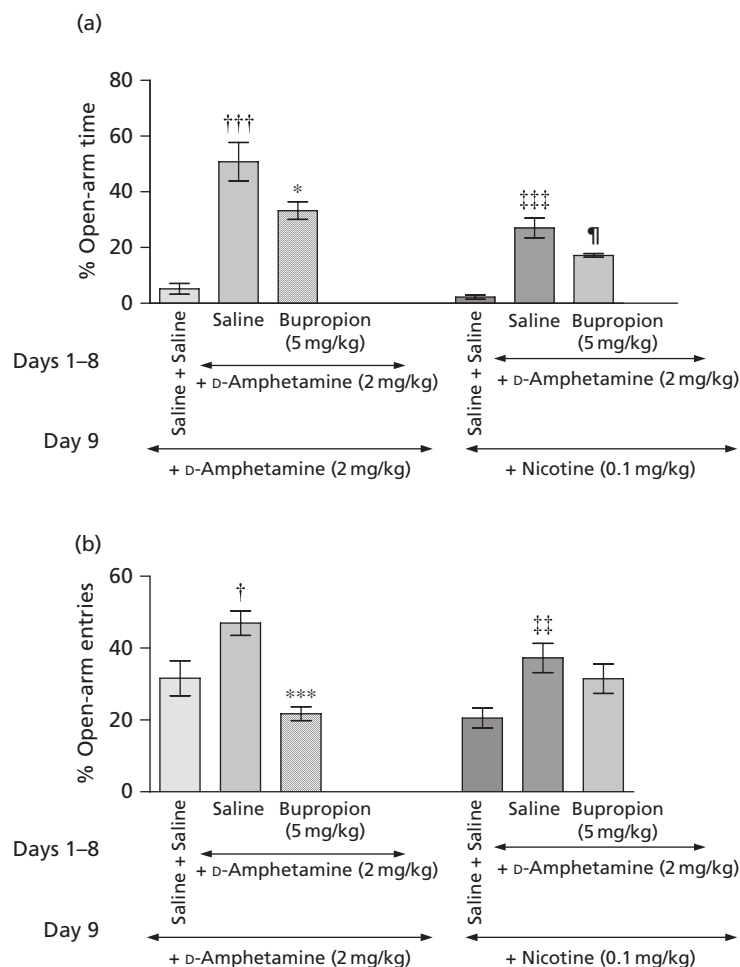 (a)
% Open-arm time
80
60
40
20
0
†††
*
‡‡‡
‡‡‡
¶
Saline + Saline
Saline
Bupropion
(5 mg/kg)
Saline + Saline
Saline
Bupropion
(5 mg/kg)
Days 1–8
+ D-Amphetamine (2 mg/kg)
+ D-Amphetamine (2 mg/kg)
Day 9
+ D-Amphetamine (2 mg/kg)
+ Nicotine (0.1 mg/kg)
(b)
% Open-arm entries
60
40
20
0
†
***
‡‡
‡‡
Saline + Saline
Saline
Bupropion
(5 mg/kg)
Saline + Saline
Saline
Bupropion
(5 mg/kg)
Days 1–8
+ D-Amphetamine (2 mg/kg)
+ D-Amphetamine (2 mg/kg)
Day 9
+ D-Amphetamine (2 mg/kg)
+ Nicotine (0.1 mg/kg)